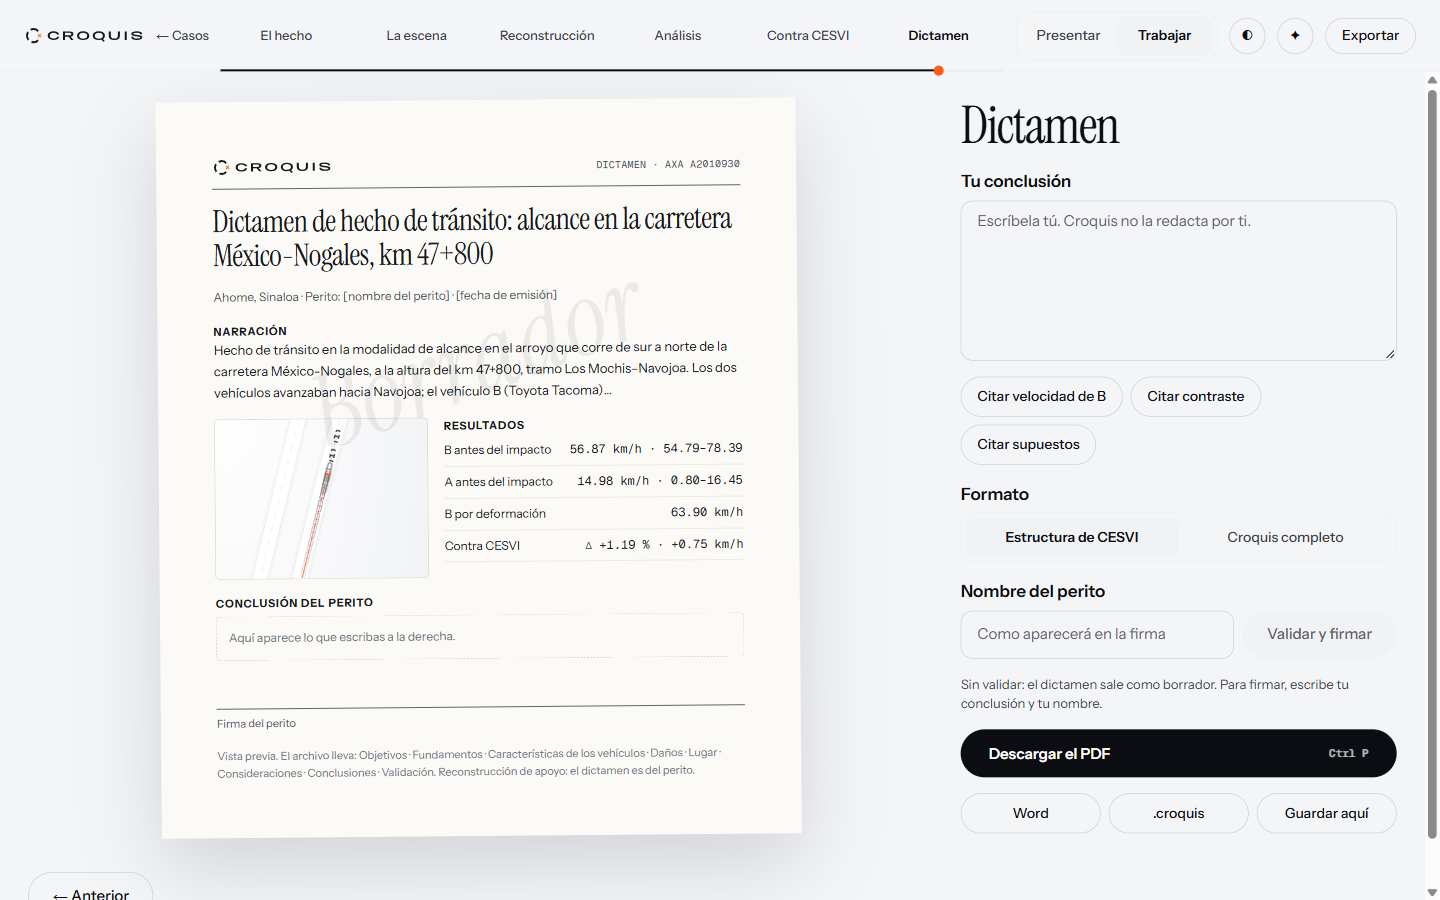 CROQUIS
← Casos
El hecho
La escena
Reconstrucción
Análisis
Contra CESVI
Dictamen
Presentar
Trabajar
Exportar
CROQUIS
DICTAMEN · AXA A2010930
Dictamen de hecho de tránsito: alcance en la carretera
México-Nogales, km 47+800
Ahome, Sinaloa · Perito: [nombre del perito] · [fecha de emisión]
Borrador
NARRACIÓN
Hecho de tránsito en la modalidad de alcance en el arroyo que corre de sur a norte de la
carretera México-Nogales, a la altura del km 47+800, tramo Los Mochis-Navojoa. Los dos
vehículos avanzaban hacia Navojoa; el vehículo B (Toyota Tacoma)...
RESULTADOS
B antes del impacto 56.87 km/h · 54.79-78.39
A antes del impacto 14.98 km/h · 0.80-16.45
B por deformación 63.90 km/h
Contra CESVI Δ +1.19 % · +0.75 km/h
CONCLUSIÓN DEL PERITO
Aquí aparece lo que escribas a la derecha.
Firma del perito
Vista previa. El archivo lleva: Objetivos · Fundamentos · Características de los vehículos · Daños · Lugar ·
Consideraciones · Conclusiones · Validación. Reconstrucción de apoyo: el dictamen es del perito.
← Anterior
Dictamen
Tu conclusión
Escríbela tú. Croquis no la redacta por ti.
Citar velocidad de B
Citar contraste
Citar supuestos
Formato
Estructura de CESVI
Croquis completo
Nombre del perito
Como aparecerá en la firma
Validar y firmar
Sin validar: el dictamen sale como borrador. Para firmar, escribe tu
conclusión y tu nombre.
Descargar el PDF Ctrl P
Word
.croquis
Guardar aquí